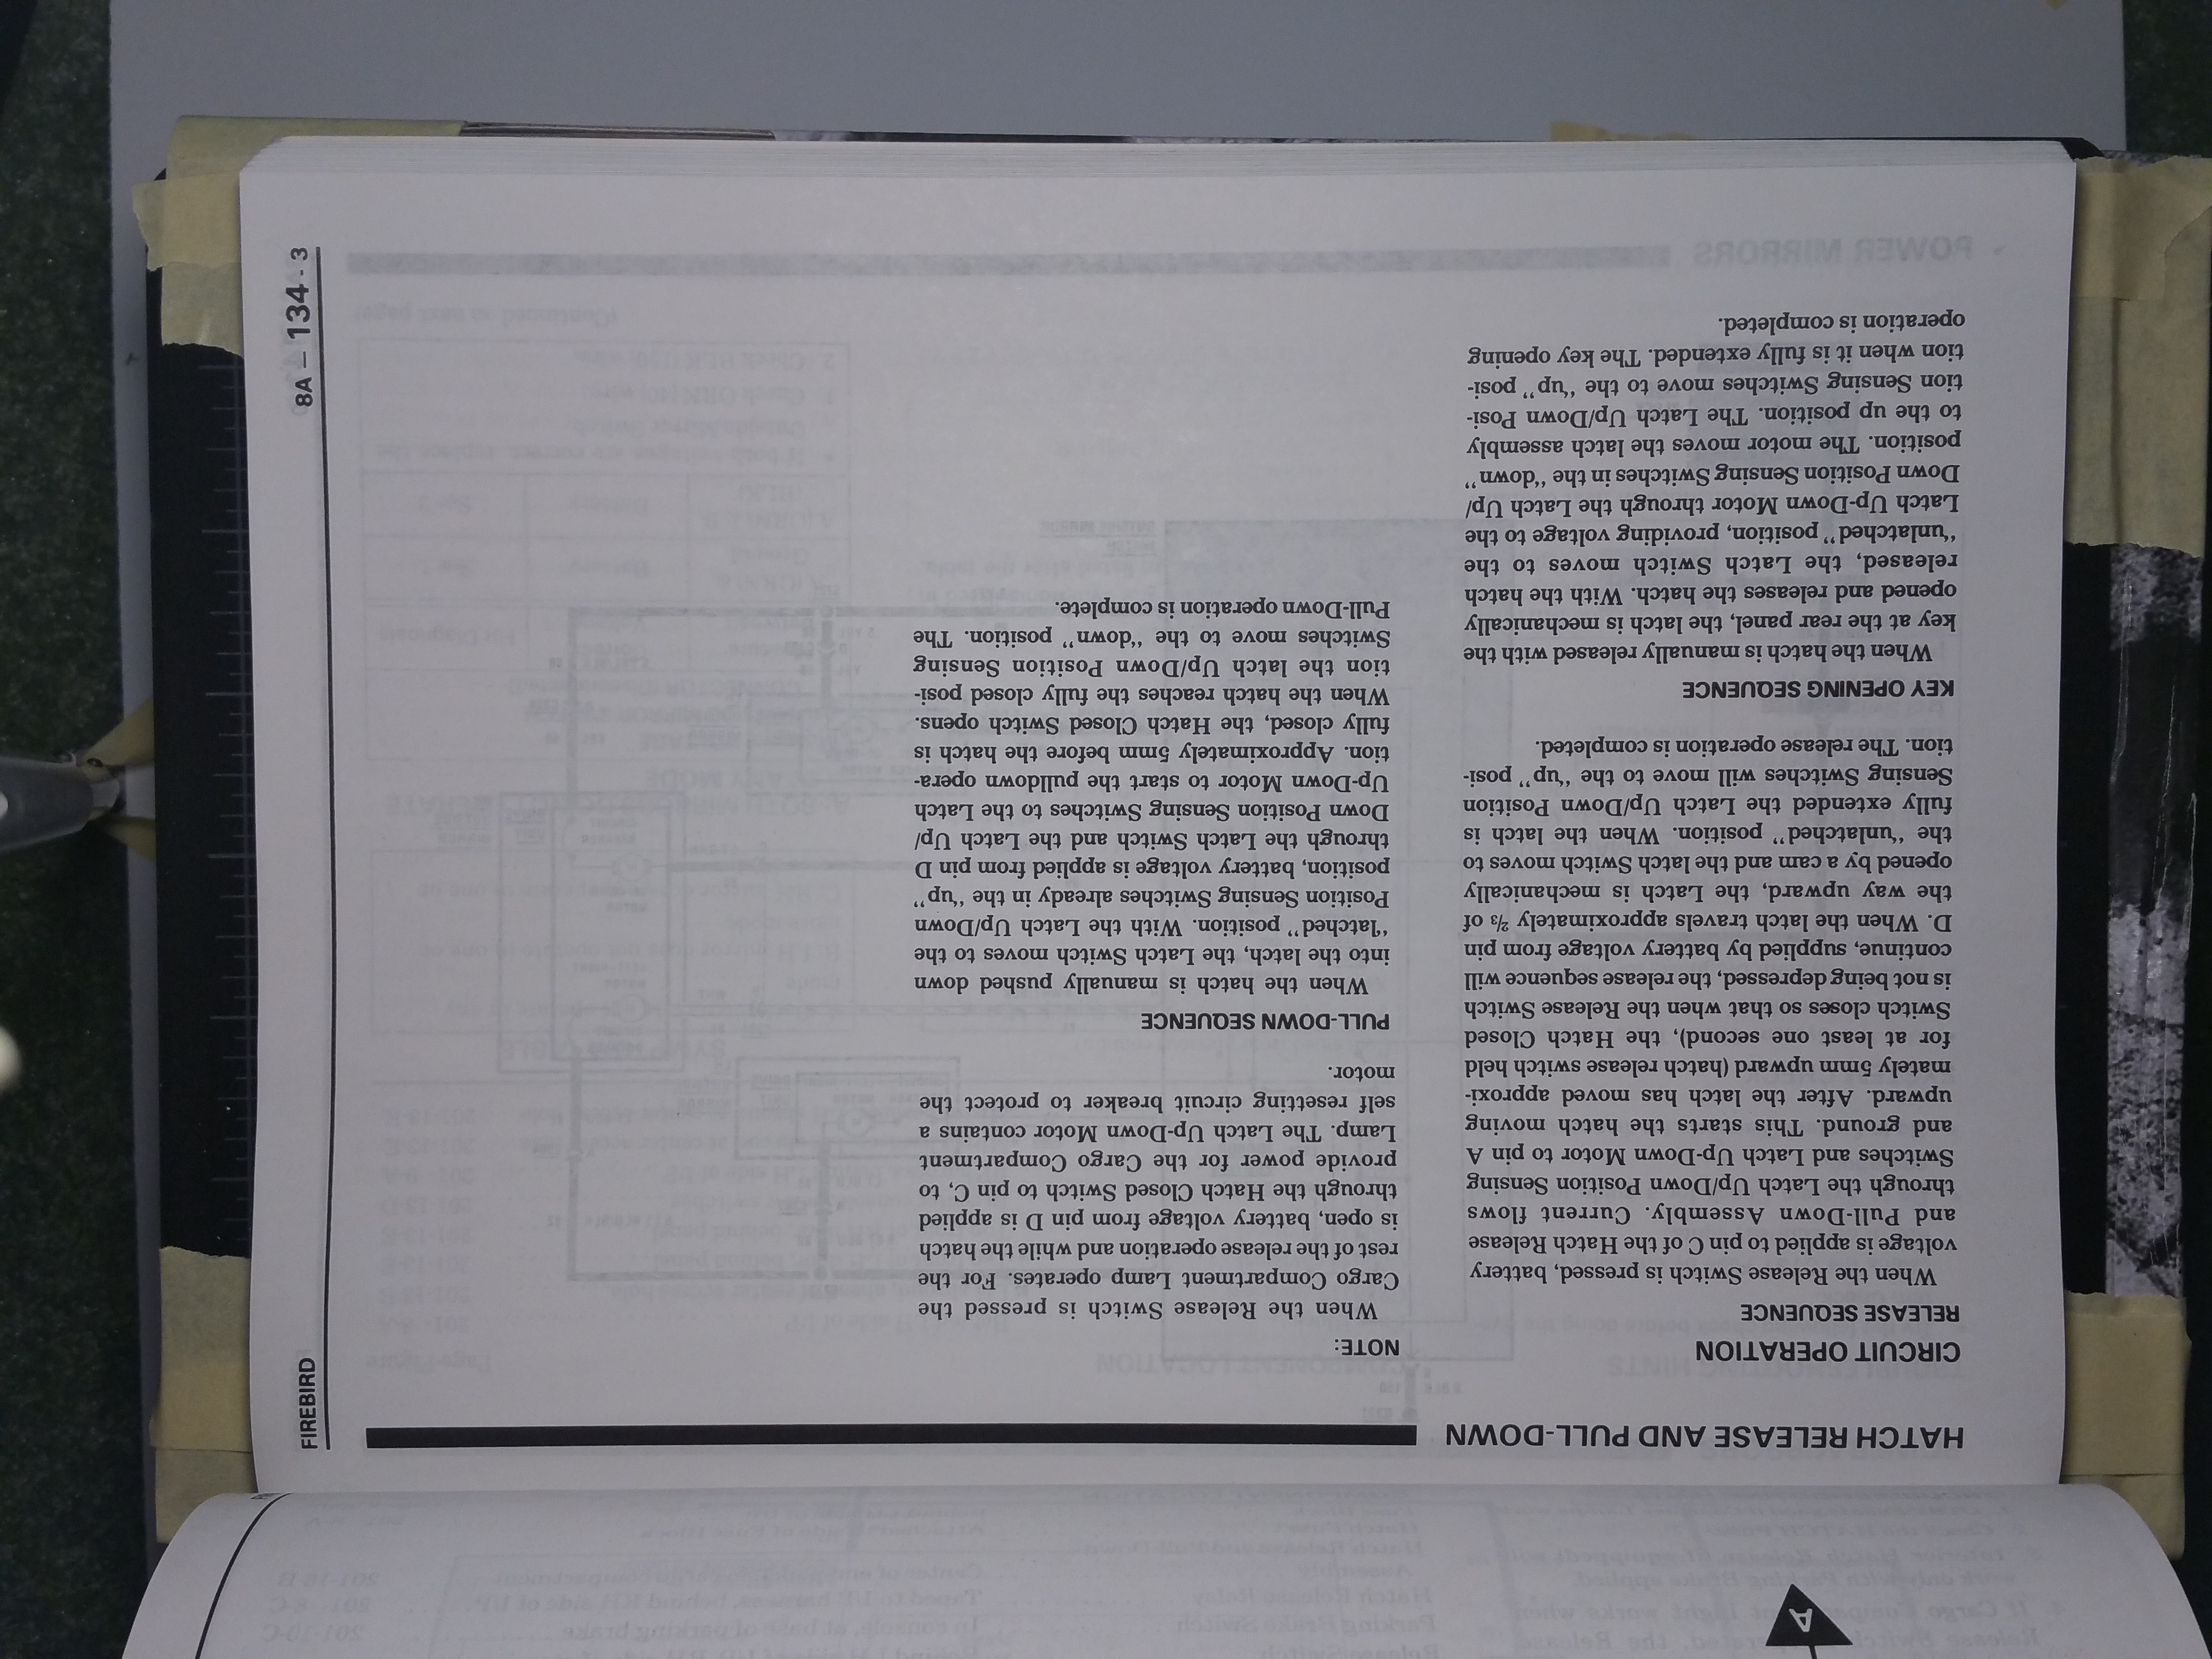 8A – 134 - 3
FIREBIRD
HATCH RELEASE AND PULL-DOWN
CIRCUIT OPERATION
RELEASE SEQUENCE
When the Release Switch is pressed, battery
voltage is applied to pin C of the Hatch Release
and Pull-Down Assembly. Current flows
through the Latch Up/Down Position Sensing
Switches and Latch Up-Down Motor to pin A
and ground. This starts the hatch moving
upward. After the latch has moved approxi-
mately 5mm upward (hatch release switch held
for at least one second), the Hatch Closed
Switch closes so that when the Release Switch
is not being depressed, the release sequence will
continue, supplied by battery voltage from pin
D. When the latch travels approximately ⅔ of
the way upward, the Latch is mechanically
opened by a cam and the latch Switch moves to
the “unlatched” position. When the latch is
fully extended the Latch Up/Down Position
Sensing Switches will move to the “up” posi-
tion. The release operation is completed.
KEY OPENING SEQUENCE
When the hatch is manually released with the
key at the rear panel, the latch is mechanically
opened and releases the hatch. With the hatch
released, the Latch Switch moves to the
“unlatched” position, providing voltage to the
Latch Up-Down Motor through the Latch Up/
Down Position Sensing Switches in the “down”
position. The motor moves the latch assembly
to the up position. The Latch Up/Down Posi-
tion Sensing Switches move to the “up” posi-
tion when it is fully extended. The key opening
operation is completed.
NOTE:
When the Release Switch is pressed the
Cargo Compartment Lamp operates. For the
rest of the release operation and while the hatch
is open, battery voltage from pin D is applied
through the Hatch Closed Switch to pin C, to
provide power for the Cargo Compartment
Lamp. The Latch Up-Down Motor contains a
self resetting circuit breaker to protect the
motor.
PULL-DOWN SEQUENCE
When the hatch is manually pushed down
into the latch, the Latch Switch moves to the
“latched” position. With the Latch Up/Down
Position Sensing Switches already in the “up”
position, battery voltage is applied from pin D
through the Latch Switch and the Latch Up/
Down Position Sensing Switches to the Latch
Up-Down Motor to start the pulldown opera-
tion. Approximately 5mm before the hatch is
fully closed, the Hatch Closed Switch opens.
When the hatch reaches the fully closed posi-
tion the latch Up/Down Position Sensing
Switches move to the “down” position. The
Pull-Down operation is complete.
A